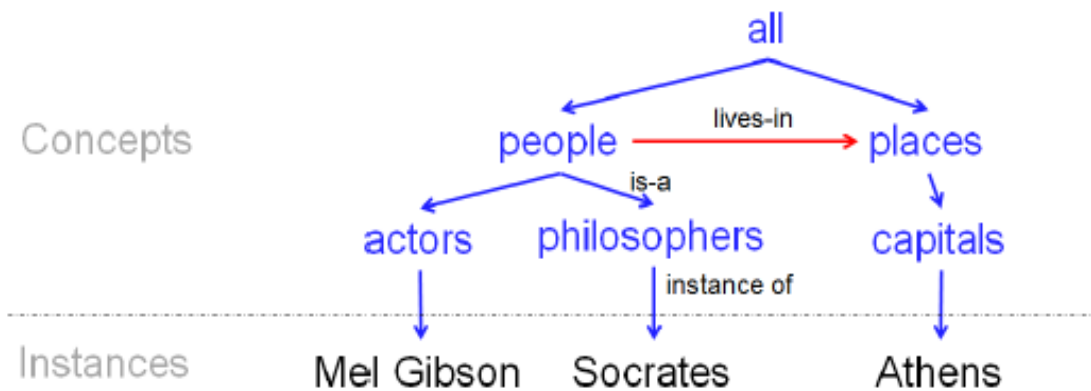 all
lives-in
Concepts
people
places
is-a
actors
philosophers
capitals
instance of
Instances
Mel Gibson
Socrates
Athens